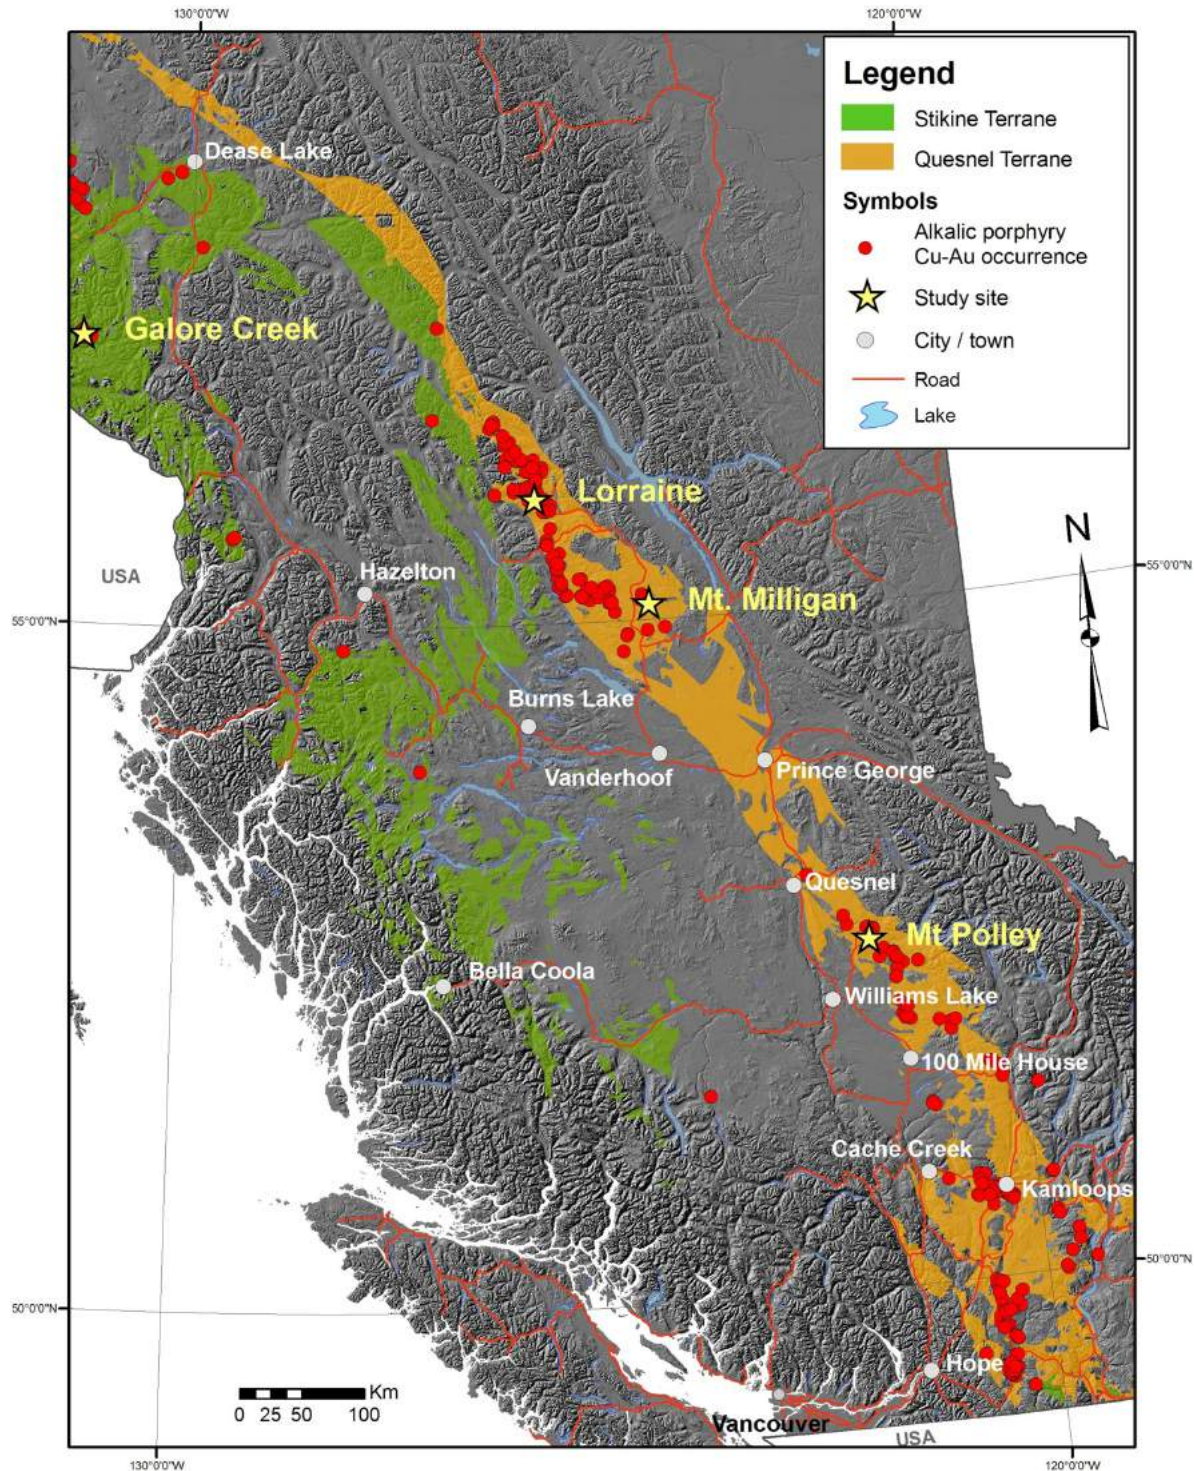 130°0'0"W
120°0'0"W
Legend
Stikine Terrane
Quesnel Terrane
Symbols
Alkalic porphyry
Cu-Au occurrence
Study site
City / town
Road
Lake
Dease Lake
Galore Creek
Lorraine
N
USA
Hazelton
55°0'0"N
Mt. Milligan
55°0'0"N
Burns Lake
Vanderhoof
Prince George
Quesnel
Mt Polley
Bella Coola
Williams Lake
100 Mile House
Cache Creek
Kamloops
50°0'0"N
50°0'0"N
Hope
Km
0 25 50 100
Vancouver
USA
130°0'0"W
120°0'0"W